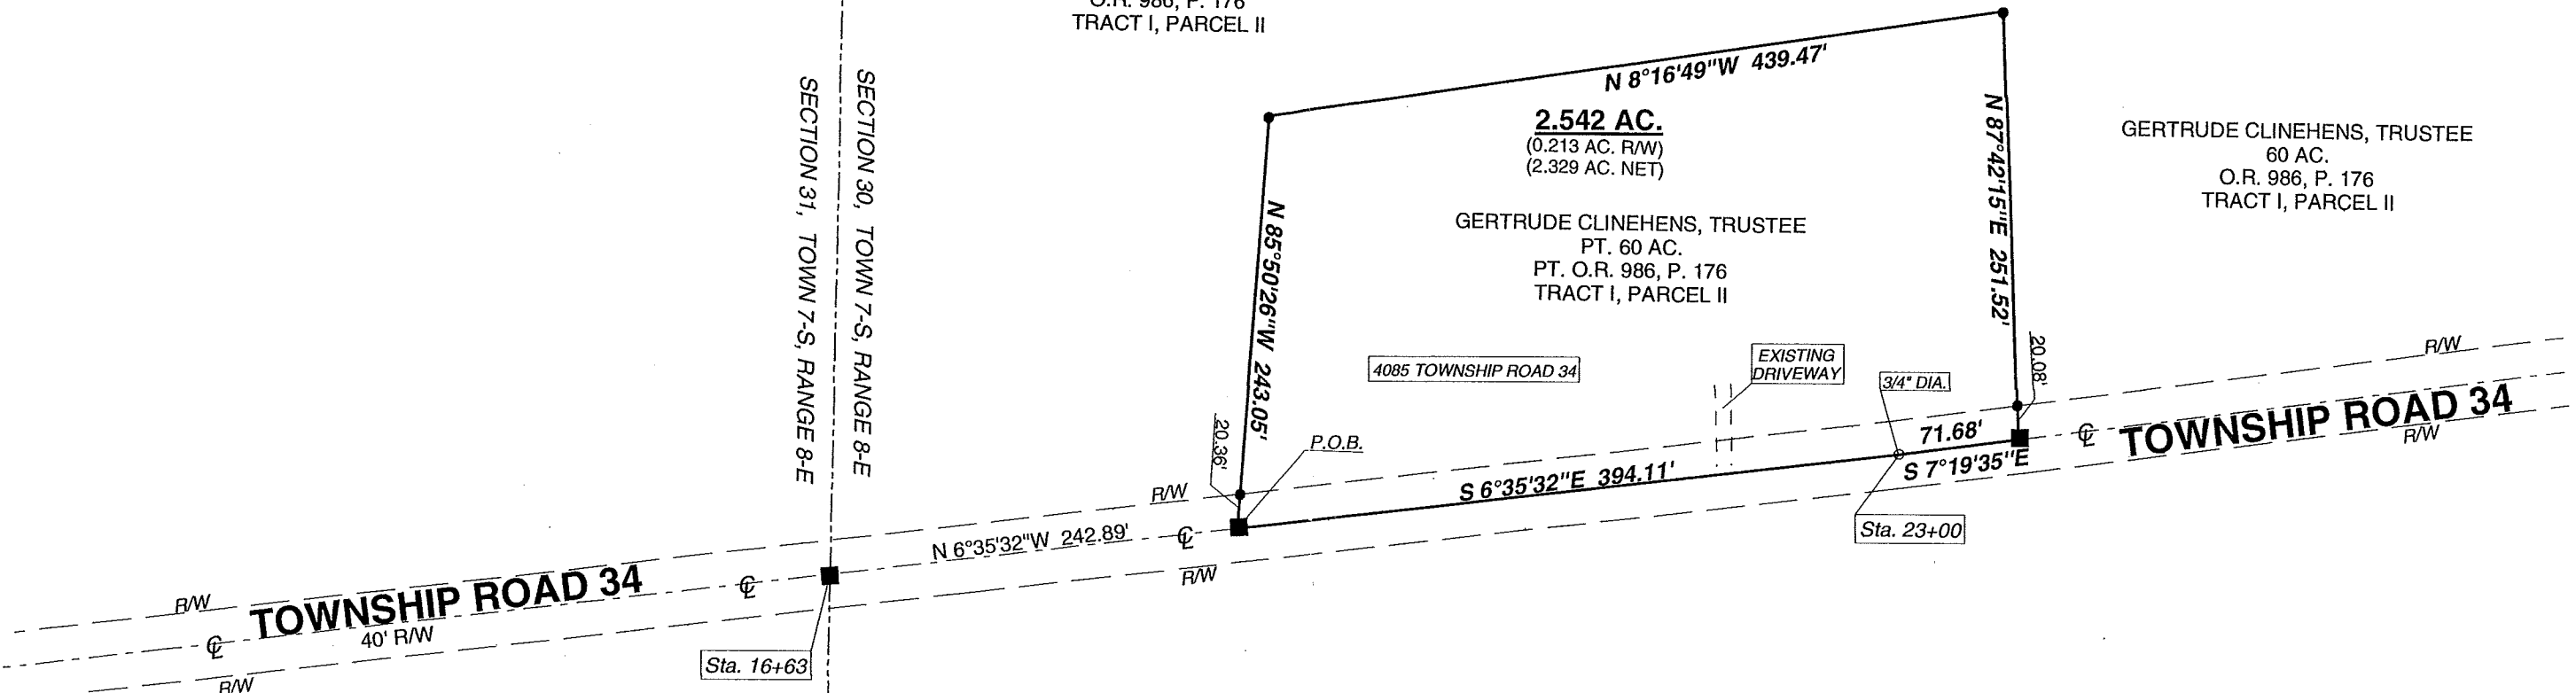 O.R. 986, P. 176
TRACT I, PARCEL II
N 8°16'49"W 439.47'
2.542 AC.
(0.213 AC. R/W)
(2.329 AC. NET)
SECTION 31, TOWN 7-S, RANGE 8-E
SECTION 30, TOWN 7-S, RANGE 8-E
N 85°50'26"W 243.05'
GERTRUDE CLINEHENS, TRUSTEE
PT. 60 AC.
PT. O.R. 986, P. 176
TRACT I, PARCEL II
N 87°42'15"E 251.52'
GERTRUDE CLINEHENS, TRUSTEE
60 AC.
O.R. 986, P. 176
TRACT I, PARCEL II
4085 TOWNSHIP ROAD 34
EXISTING
DRIVEWAY
3/4" DIA.
20.08'
R/W
20.36'
P.O.B.
71.68'
S 7°19'35"E
℄
TOWNSHIP ROAD 34
R/W
R/W
S 6°35'32"E 394.11'
Sta. 23+00
N 6°35'32"W 242.89'
℄
R/W
R/W
TOWNSHIP ROAD 34
℄
℄
40' R/W
Sta. 16+63
R/W